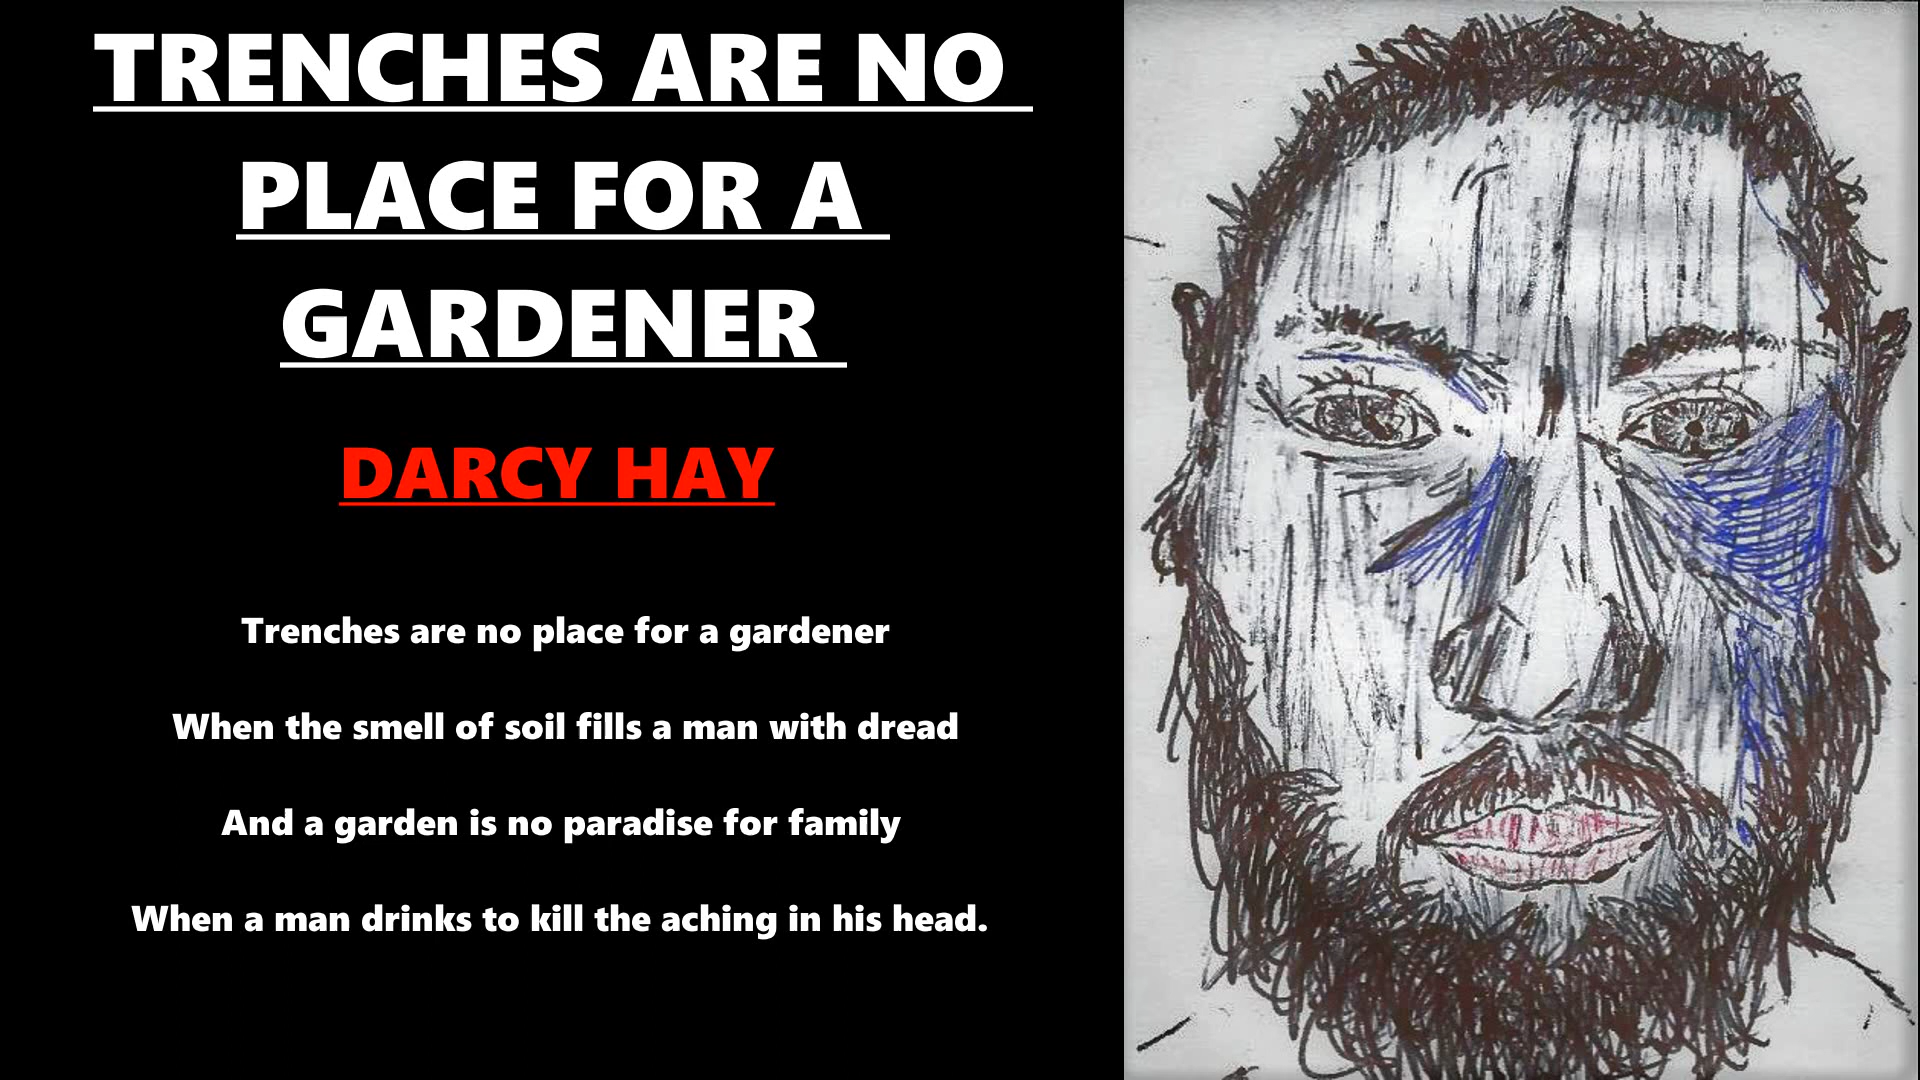 TRENCHES ARE NO
PLACE FOR A
GARDENER
DARCY HAY
Trenches are no place for a gardener
When the smell of soil fills a man with dread
And a garden is no paradise for family
When a man drinks to kill the aching in his head.